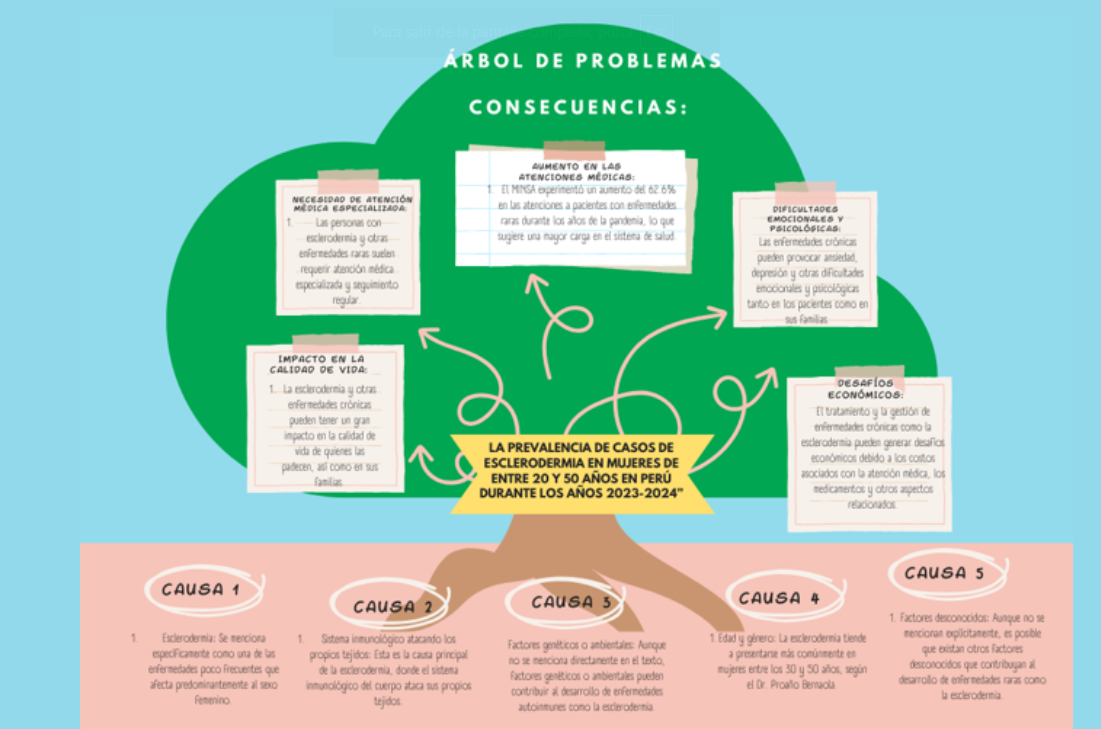 ÁRBOL DE PROBLEMAS
CONSECUENCIAS:
NECESIDAD DE ATENCIÓN
MÉDICA ESPECIALIZADA:
1. Las personas con
esclerodermia y otras
enfermedades raras suelen
requerir atención médica
especializada y seguimiento
regular.
AUMENTO EN LAS
ATENCIONES MÉDICAS:
1. El MINSA experimentó un aumento del 62.6%
en las atenciones a pacientes con enfermedades
raras durante los años de la pandemia, lo que
sugiere una mayor carga en el sistema de salud.
DIFICULTADES
EMOCIONALES Y
PSICOLÓGICAS:
Las enfermedades crónicas
pueden provocar ansiedad,
depresión y otras dificultades
emocionales y psicológicas
tanto en los pacientes como en
sus familias.
IMPACTO EN LA
CALIDAD DE VIDA:
1. La esclerodermia y otras
enfermedades crónicas
pueden tener un gran
impacto en la calidad de
vida de quienes las
padecen, así como en sus
familias.
DESAFÍOS
ECONÓMICOS:
El tratamiento y la gestión de
enfermedades crónicas como la
esclerodermia pueden generar desafíos
económicos debido a los costos
asociados con la atención médica, los
medicamentos y otros aspectos
relacionados.
LA PREVALENCIA DE CASOS DE
ESCLERODERMIA EN MUJERES DE
ENTRE 20 Y 50 AÑOS EN PERÚ
DURANTE LOS AÑOS 2023-2024"
CAUSA 1
1. Esclerodermia: Se menciona
específicamente como una de las
enfermedades poco frecuentes que
afecta predominantemente al sexo
femenino.
CAUSA 2
1. Sistema inmunológico atacando los
propios tejidos: Esta es la causa principal
de la esclerodermia, donde el sistema
inmunológico del cuerpo ataca sus propios
tejidos.
CAUSA 3
Factores genéticos o ambientales: Aunque
no se menciona directamente en el texto,
factores genéticos o ambientales pueden
contribuir al desarrollo de enfermedades
autoinmunes como la esclerodermia.
CAUSA 4
1. Edad y género: La esclerodermia tiende
a presentarse más comúnmente en
mujeres entre los 30 y 50 años, según
el Dr. Proaño Bernaola.
CAUSA 5
1. Factores desconocidos: Aunque no se
mencionan explícitamente, es posible
que existan otros factores
desconocidos que contribuyan al
desarrollo de enfermedades raras como
la esclerodermia.